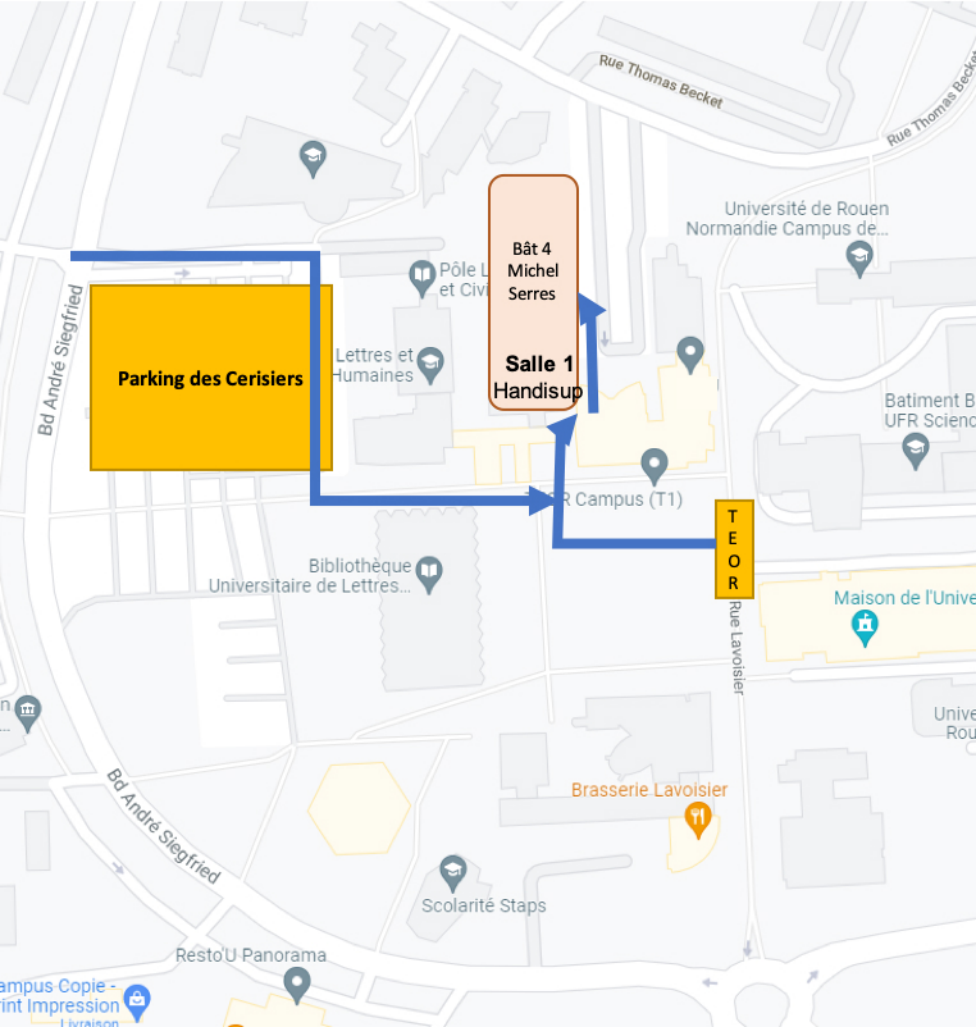 Rue Thomas Becket
Rue Thomas Becket
Université de Rouen
Normandie Campus de...
Bât 4
Michel
Serres
Pôle L
et Civi
Bd André Siegfried
Parking des Cerisiers
Lettres et
Humaines
Salle 1
Handisup
Batiment B
UFR Scienc
R Campus (T1)
T
E
O
R
Bibliothèque
Universitaire de Lettres...
Maison de l'Unive
Rue Lavoisier
n
...
Unive
Rou
Bd André Siegfried
Brasserie Lavoisier
Scolarité Staps
Resto'U Panorama
ampus Copie -
rint Impression
Livraison